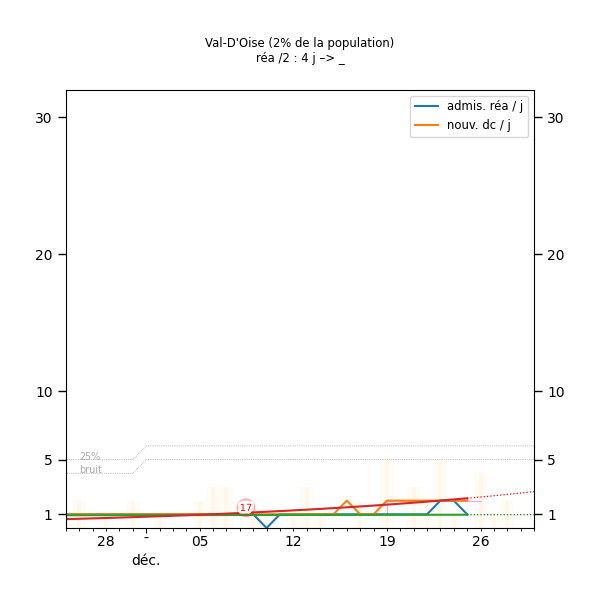 Val-D'Oise (2% de la population)
réa /2 : 4 j –> _
admis. réa / j
nouv. dc / j
30 30
20 20
10 10
25%
5 5
bruit
17
1 1
28 - 05 12 19 26
déc.